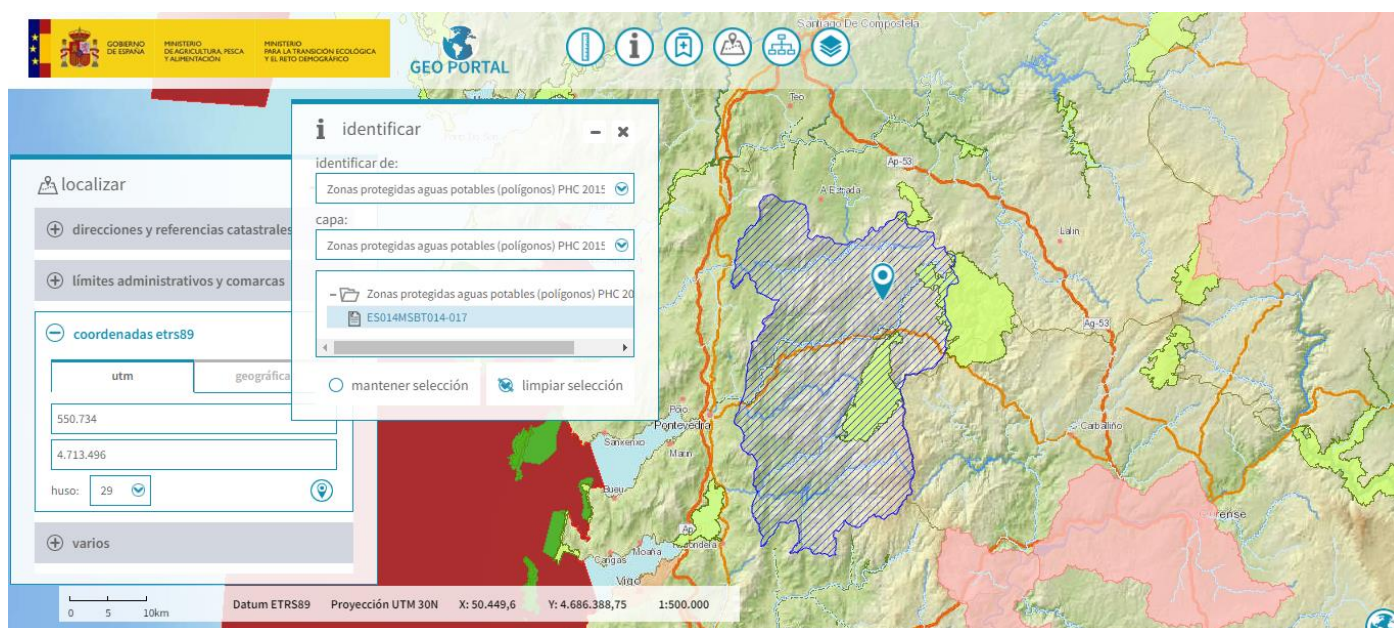 GOBIERNO
DE ESPAÑA
MINISTERIO
DE AGRICULTURA, PESCA
Y ALIMENTACIÓN
MINISTERIO
PARA LA TRANSICIÓN ECOLÓGICA
Y EL RETO DEMOGRÁFICO
GEO PORTAL
localizar
direcciones y referencias catastrales
límites administrativos y comarcas
coordenadas etrs89
utm
geográfica
550.734
4.713.496
huso: 29
varios
identificar
identificar de:
Zonas protegidas aguas potables (polígonos) PHC 2015
capa:
Zonas protegidas aguas potables (polígonos) PHC 2015
Zonas protegidas aguas potables (polígonos) PHC 20
ES014MSBT014-017
mantener selección
limpiar selección
Santiago De Compostela
Teo
Ap-53
A Estrada
Lalin
Ag-53
Poio
Pontevedra
Sanxenxo
Marin
Bueu
O Carballiño
Ourense
Ap
Redondela
Moaña
Cangas
Vigo
0 5 10km
Datum ETRS89 Proyección UTM 30N X: 50.449,6 Y: 4.686.388,75 1:500.000